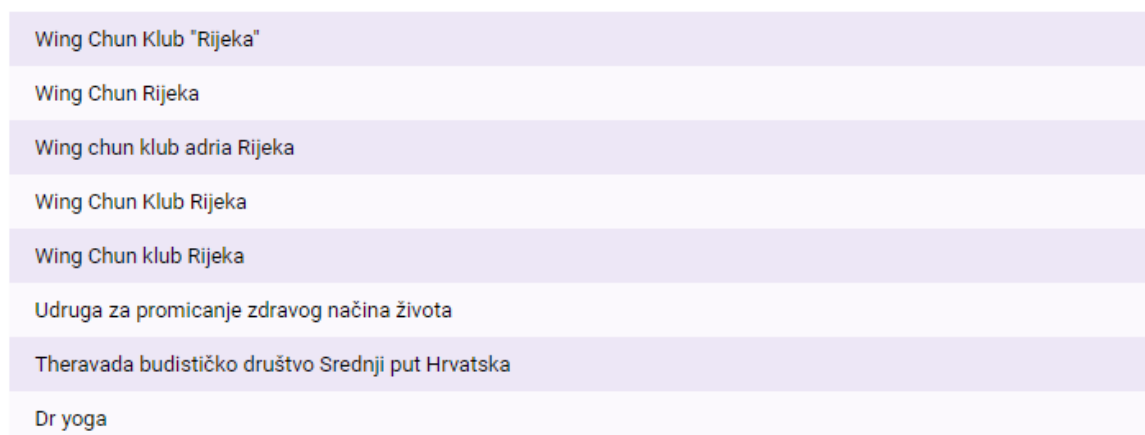 Wing Chun Klub "Rijeka"
Wing Chun Rijeka
Wing chun klub adria Rijeka
Wing Chun Klub Rijeka
Wing Chun klub Rijeka
Udruga za promicanje zdravog načina života
Theravada budističko društvo Srednji put Hrvatska
Dr yoga